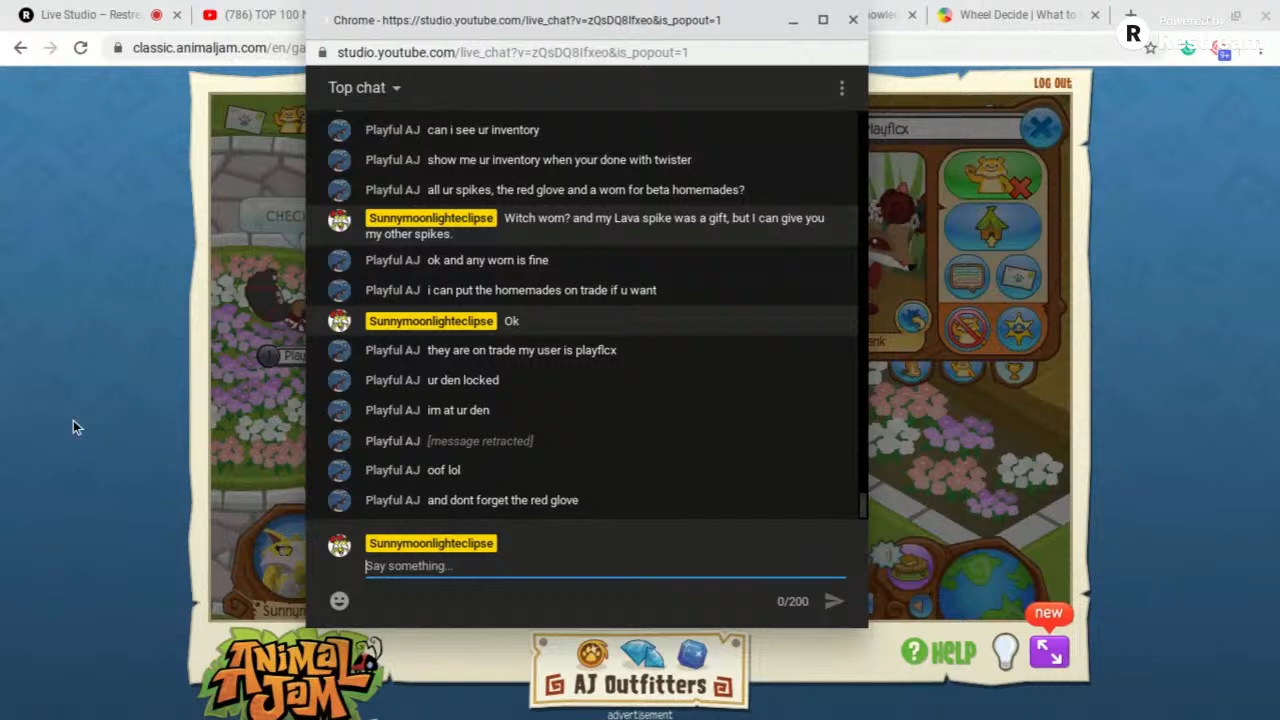 Live Studio – Restre
(786) TOP 100 N
Chrome - https://studio.youtube.com/live_chat?v=zQsDQ8Ifxeo&is_popout=1
Wheel Decide | What to
Powered by
Restream
classic.animaljam.com/en/ga
studio.youtube.com/live_chat?v=zQsDQ8Ifxeo&is_popout=1
9+
Top chat
LOG OUT
Playful AJ can i see ur inventory
playflcx
Playful AJ show me ur inventory when your done with twister
Playful AJ all ur spikes, the red glove and a worn for beta homemades?
CHECK
Sunnymoonlighteclipse Witch worn? and my Lava spike was a gift, but I can give you
my other spikes.
Playful AJ ok and any worn is fine
Playful AJ i can put the homemades on trade if u want
Sunnymoonlighteclipse Ok
Playful AJ they are on trade my user is playflcx
Playful AJ ur den locked
Playful AJ im at ur den
Playful AJ [message retracted]
Playful AJ oof lol
Playful AJ and dont forget the red glove
Sunnymoonlighteclipse
Say something...
0/200
new
HELP
ANIMAL
JAM
AJ Outfitters
advertisement